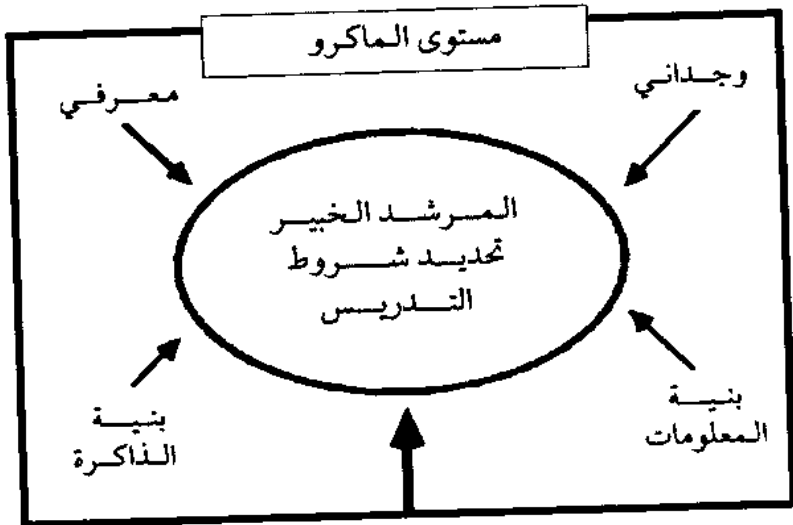 مستوى الماكرو
وجداني
معرفي
المرشد الخبير
تحديد شروط
التدريس
بنية
المعلومات
بنية
الذاكرة